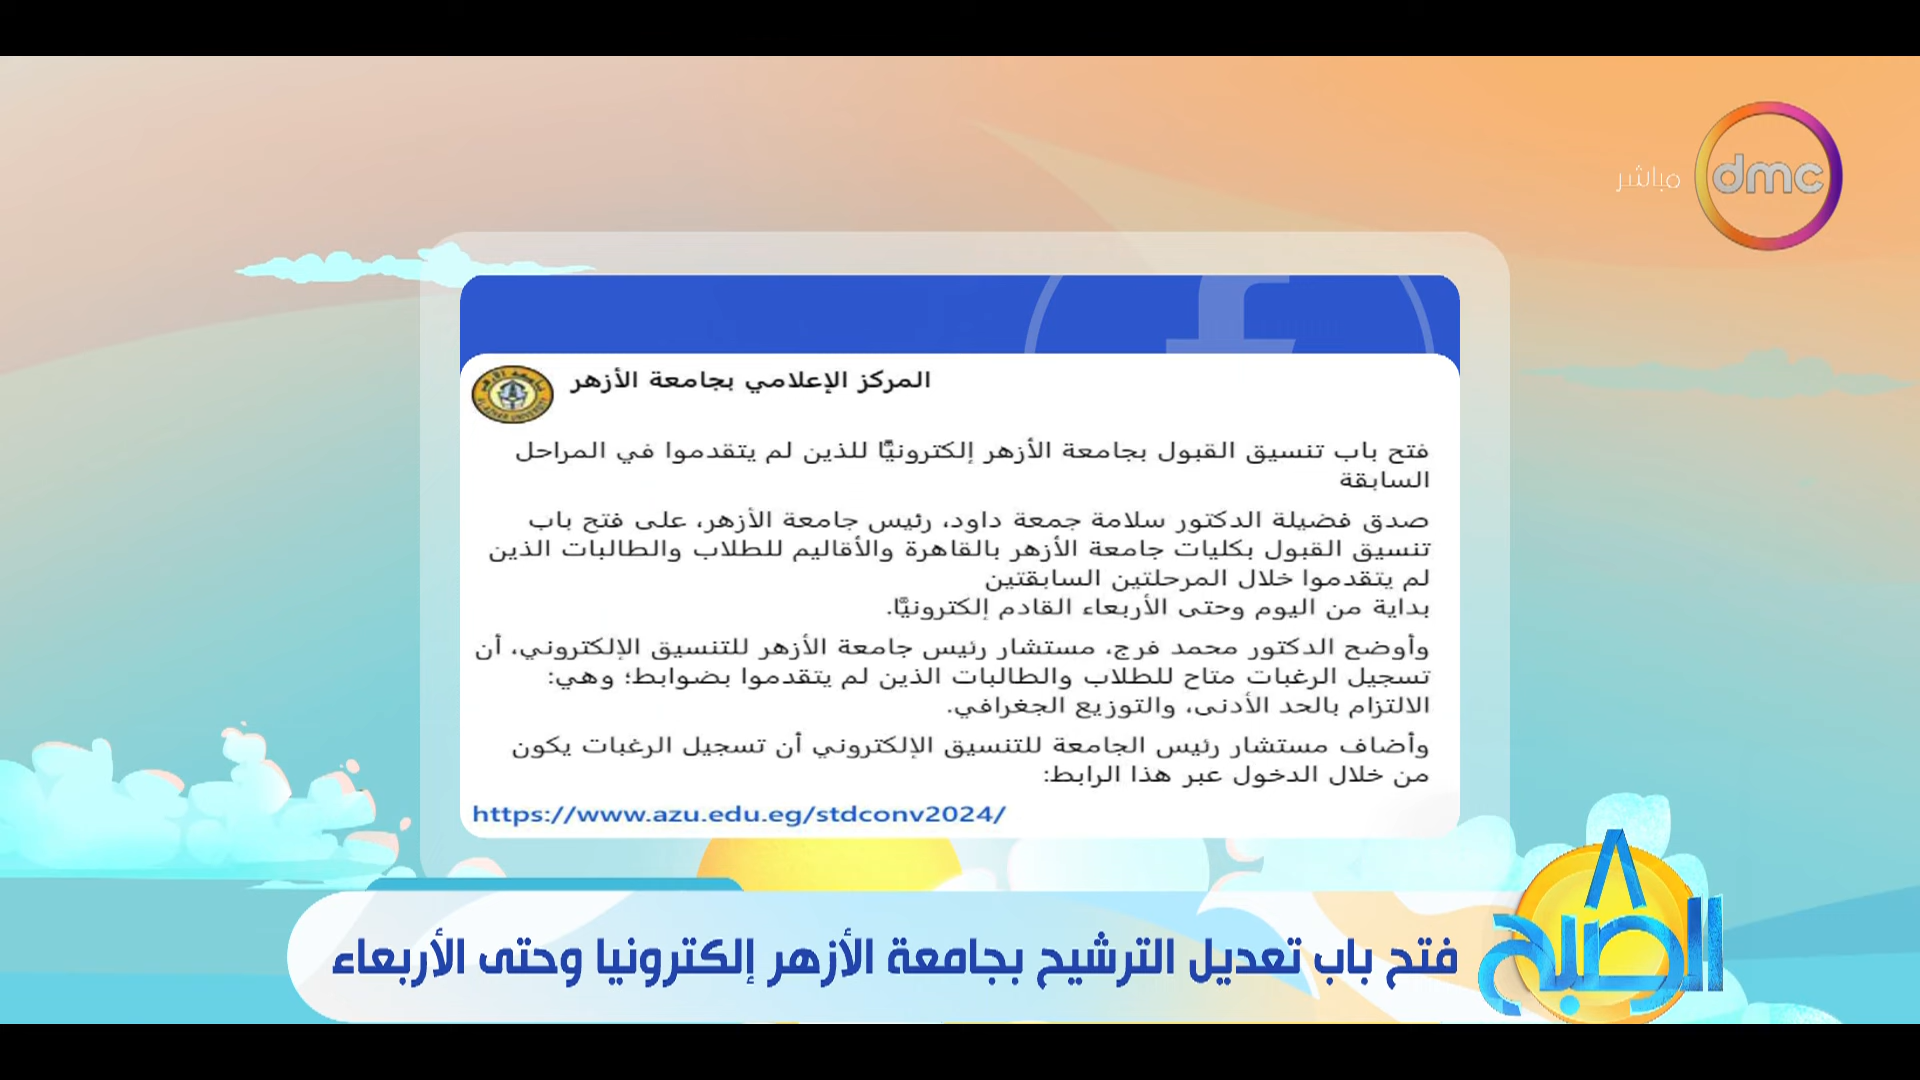 dmc
مباشر
المركز الإعلامي بجامعة الأزهر
فتح باب تنسيق القبول بجامعة الأزهر إلكترونيًّا للذين لم يتقدموا في المراحل
السابقة
صدق فضيلة الدكتور سلامة جمعة داود، رئيس جامعة الأزهر، على فتح باب
تنسيق القبول بكليات جامعة الأزهر بالقاهرة والأقاليم للطلاب والطالبات الذين
لم يتقدموا خلال المرحلتين السابقتين
بداية من اليوم وحتى الأربعاء القادم إلكترونيًّا.
وأوضح الدكتور محمد فرج، مستشار رئيس جامعة الأزهر للتنسيق الإلكتروني، أن
تسجيل الرغبات متاح للطلاب والطالبات الذين لم يتقدموا بضوابط؛ وهي:
الالتزام بالحد الأدنى، والتوزيع الجغرافي.
وأضاف مستشار رئيس الجامعة للتنسيق الإلكتروني أن تسجيل الرغبات يكون
من خلال الدخول عبر هذا الرابط:
https://www.azu.edu.eg/stdconv2024/
٨
الصبح
فتح باب تعديل الترشيح بجامعة الأزهر إلكترونيا وحتى الأربعاء